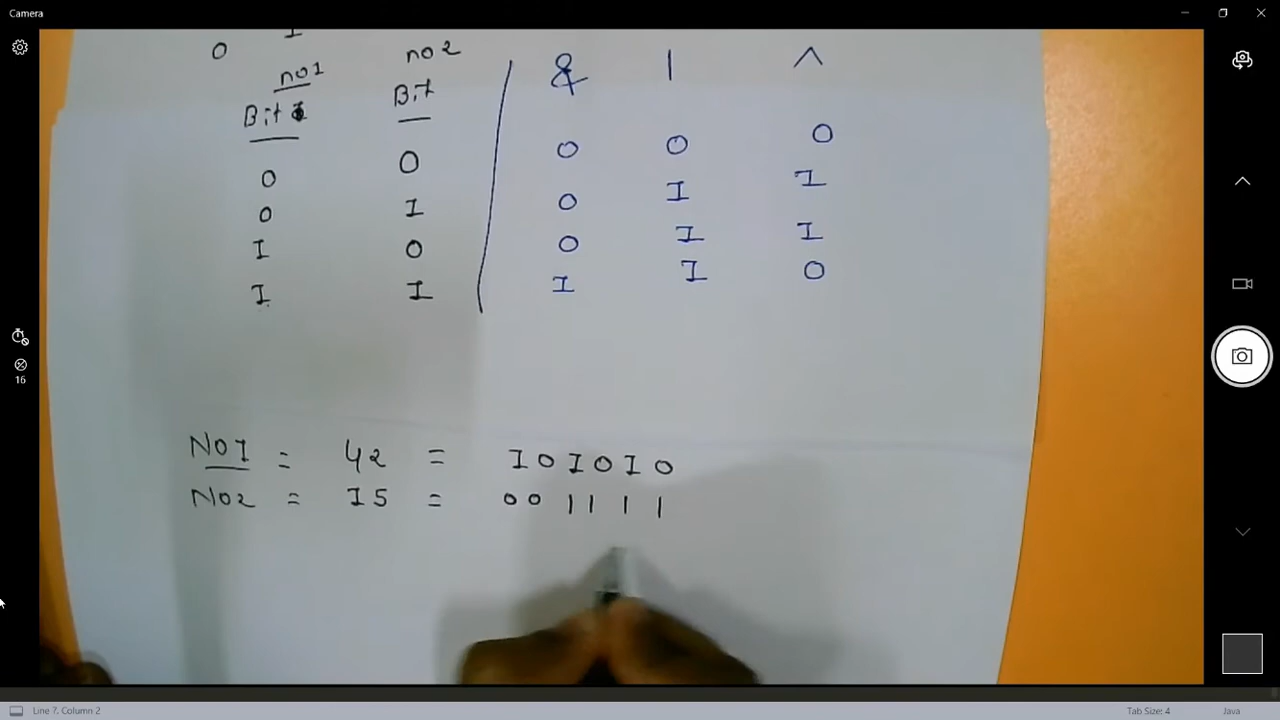 Camera
0 1
no1 no2 & | ^
Bit Bit
0 0 0 0 0
0 1 0 1 1
1 0 0 1 1
1 1 1 1 0
No1 = 42 = 101010
No2 = 15 = 001111
16
Line 7, Column 2 Tab Size: 4 Java